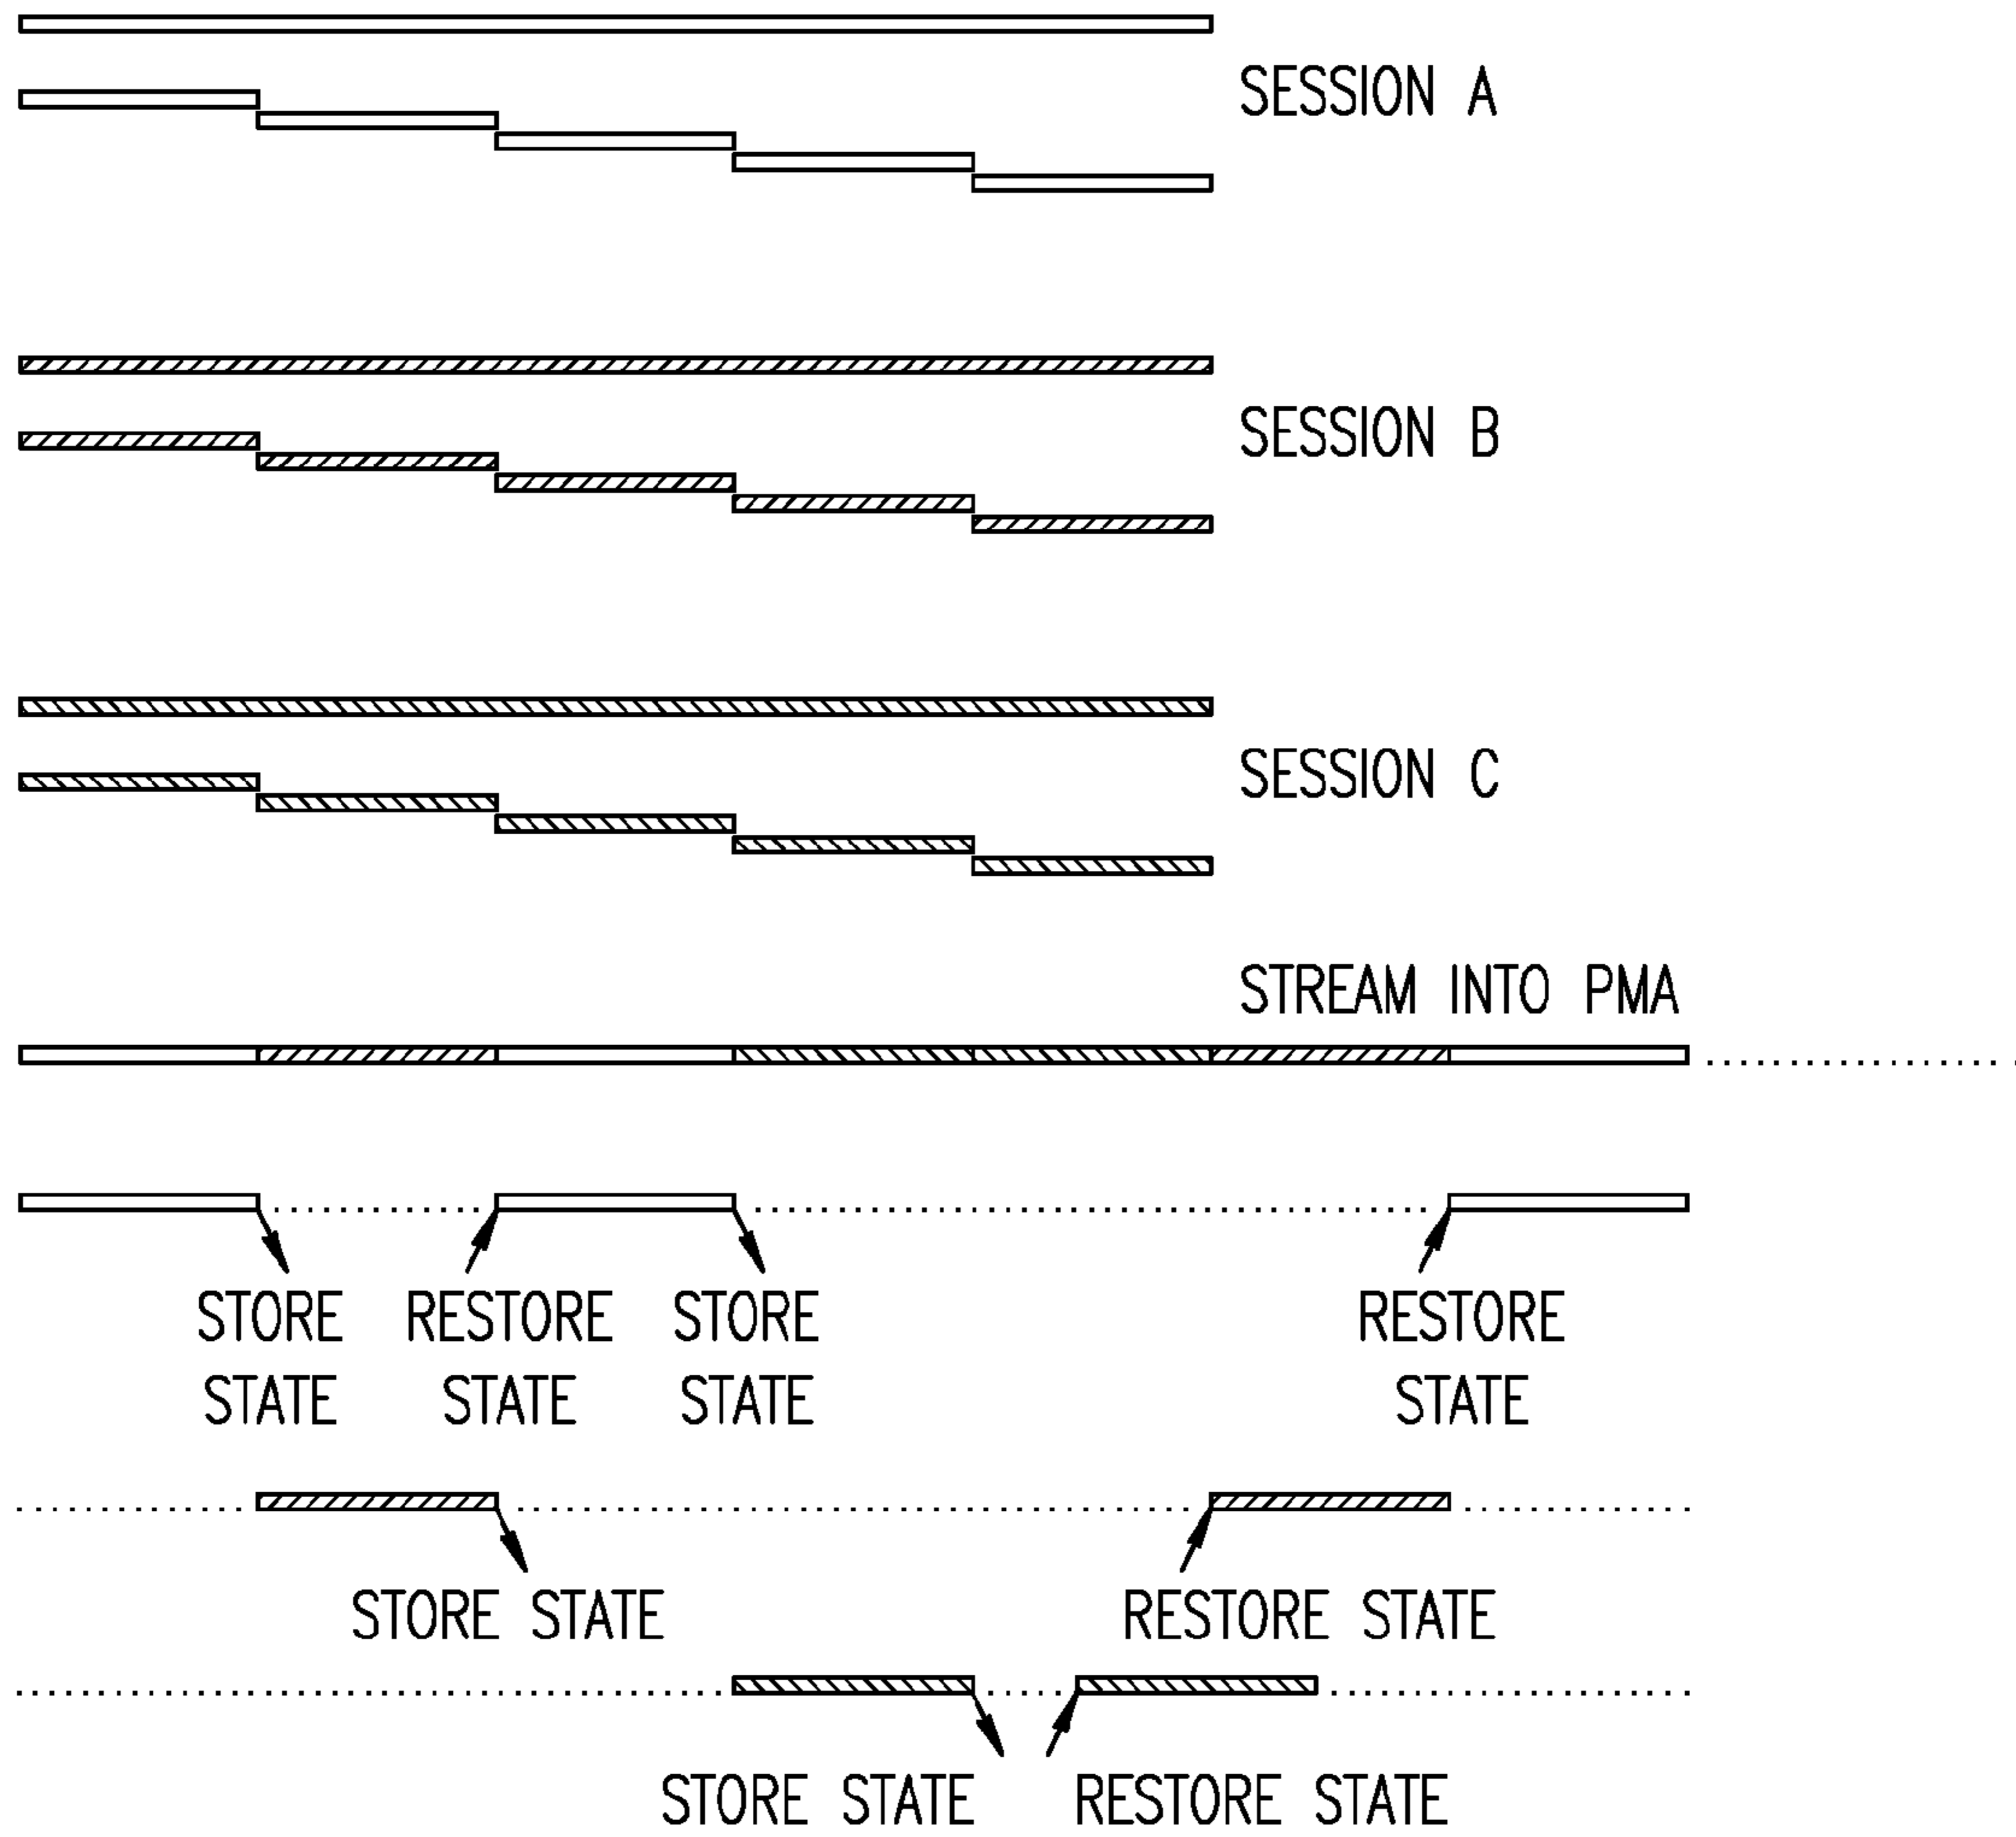 SESSION A
SESSION B
SESSION C
STREAM INTO PMA
STORE STATE
RESTORE STATE
STORE STATE
RESTORE STATE
STORE STATE
RESTORE STATE
STORE STATE
RESTORE STATE